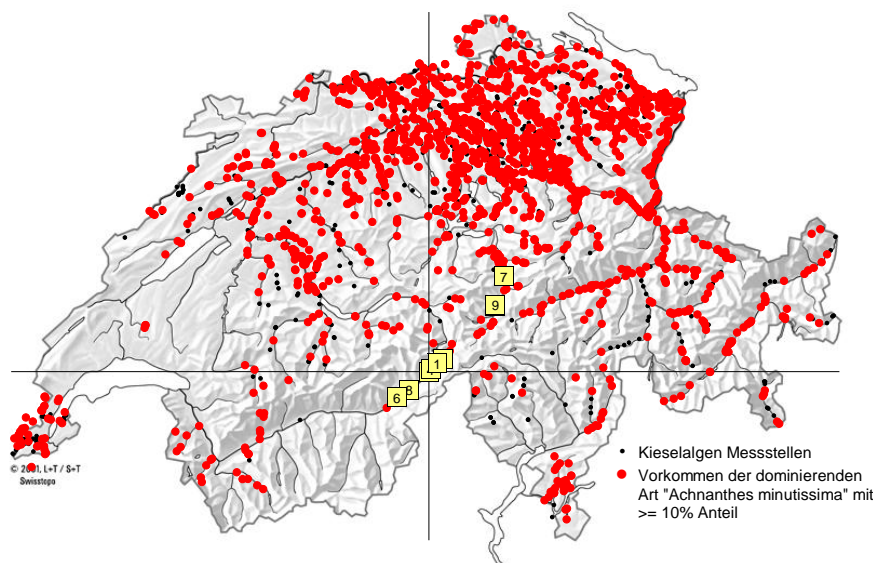 7
9
1
8
6
© 2001, L+T / S+T
Swisstopo
Kieselalgen Messstellen
Vorkommen der dominierenden
Art "Achnanthes minutissima" mit
>= 10% Anteil